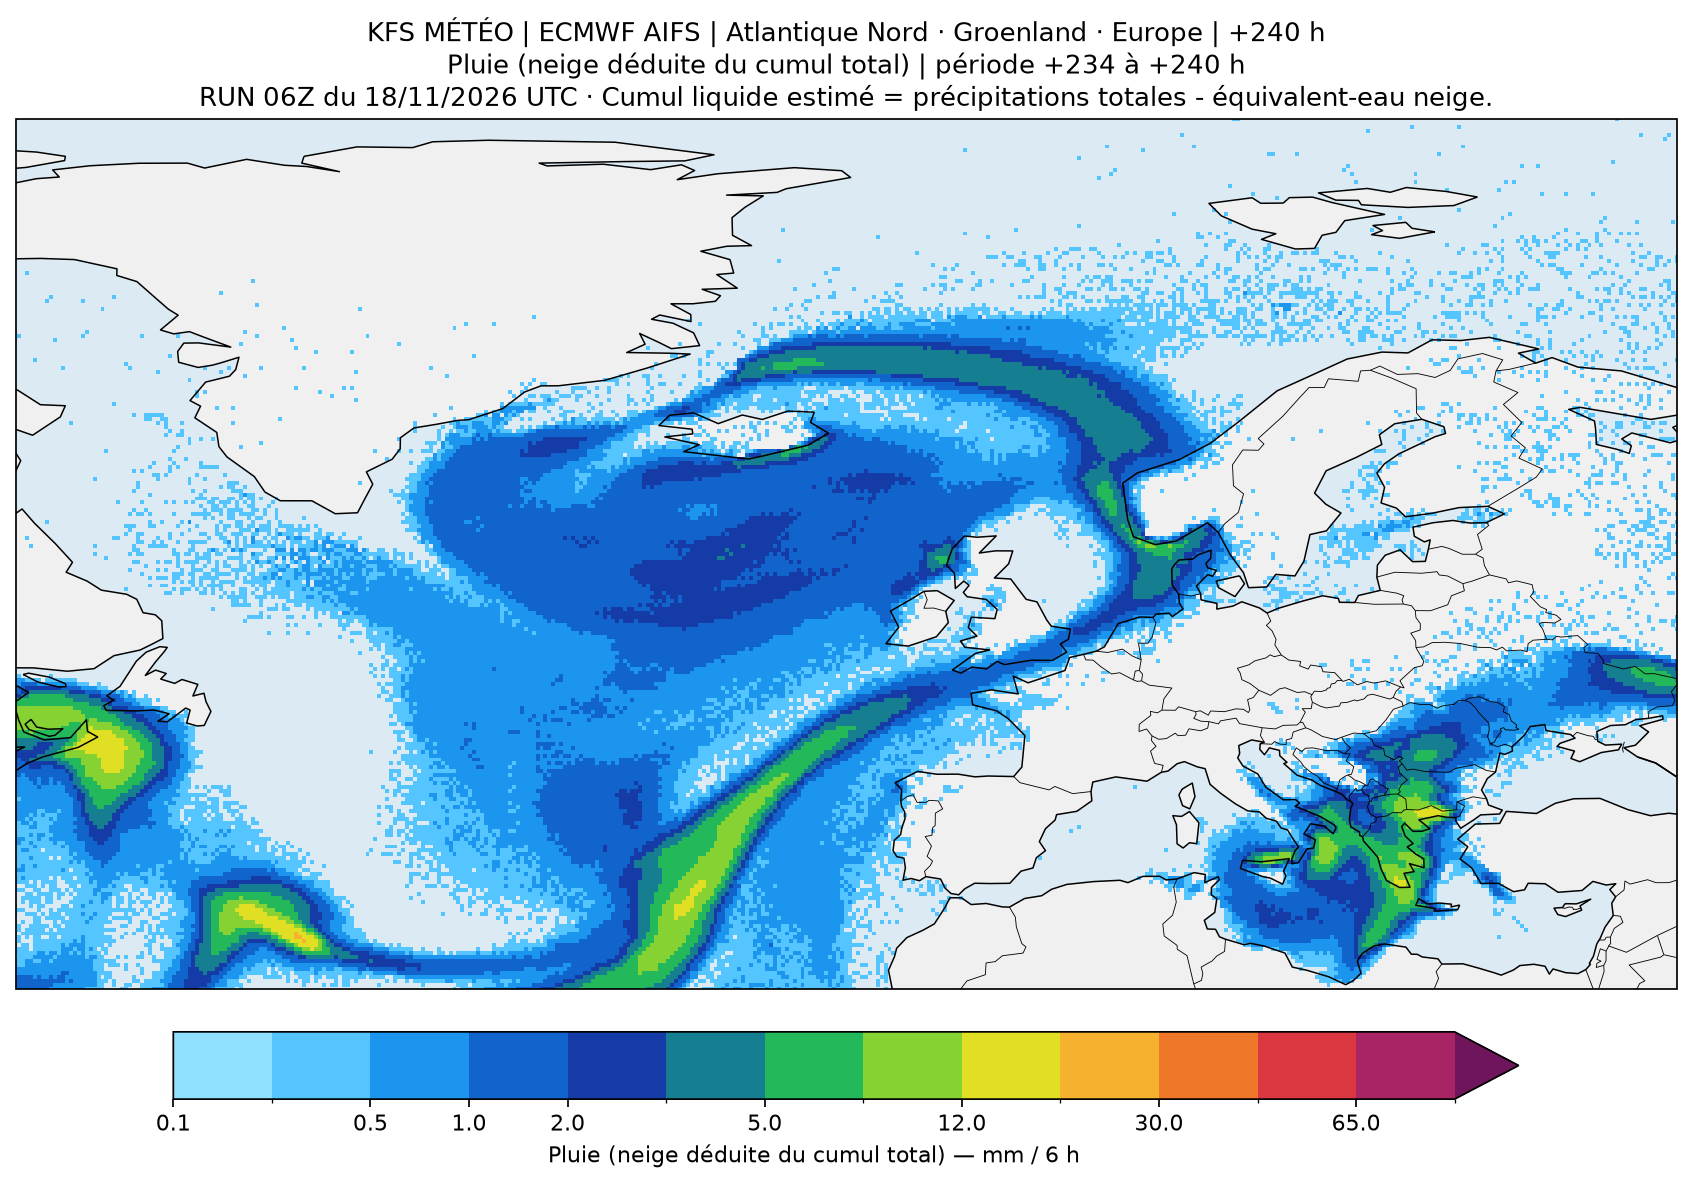 KFS MÉTÉO | ECMWF AIFS | Atlantique Nord · Groenland · Europe | +240 h
Pluie (neige déduite du cumul total) | période +234 à +240 h
RUN 06Z du 18/11/2026 UTC · Cumul liquide estimé = précipitations totales - équivalent-eau neige.
0.1 0.5 1.0 2.0 5.0 12.0 30.0 65.0
Pluie (neige déduite du cumul total) — mm / 6 h